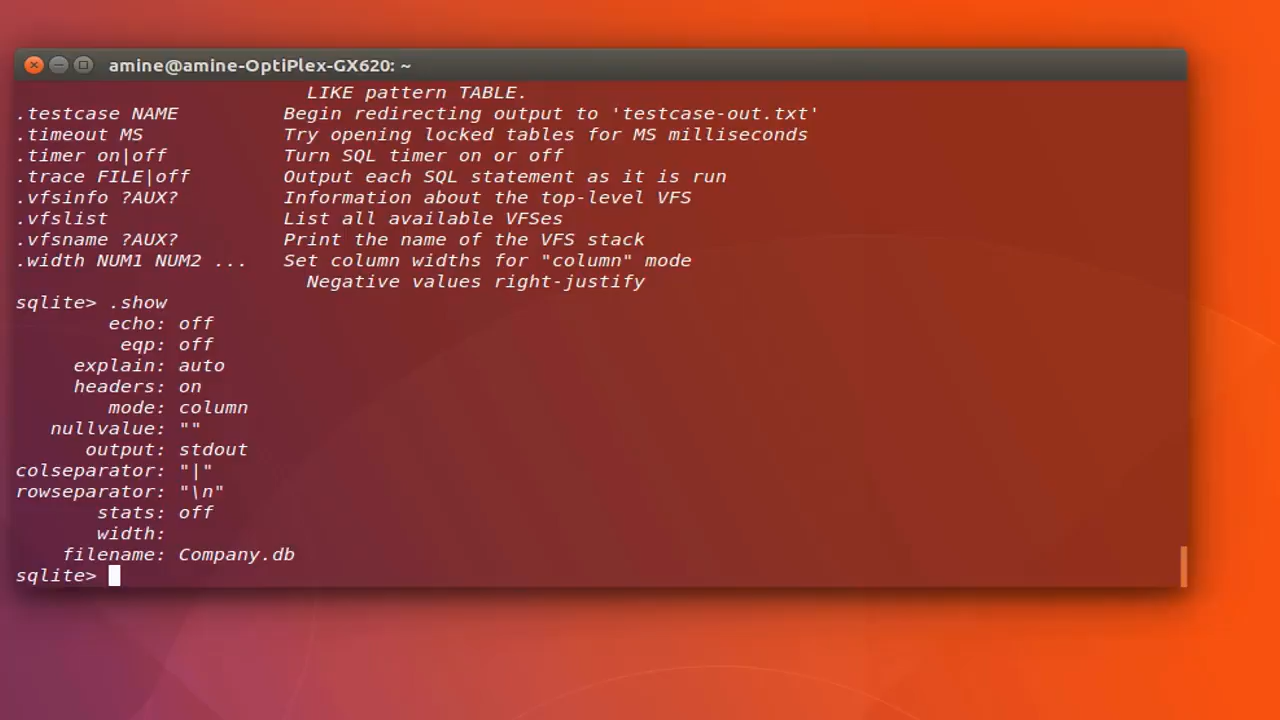 amine@amine-OptiPlex-GX620: ~
LIKE pattern TABLE.
.testcase NAME Begin redirecting output to 'testcase-out.txt'
.timeout MS Try opening locked tables for MS milliseconds
.timer on|off Turn SQL timer on or off
.trace FILE|off Output each SQL statement as it is run
.vfsinfo ?AUX? Information about the top-level VFS
.vfslist List all available VFSes
.vfsname ?AUX? Print the name of the VFS stack
.width NUM1 NUM2 ... Set column widths for "column" mode
Negative values right-justify
sqlite> .show
echo: off
eqp: off
explain: auto
headers: on
mode: column
nullvalue: ""
output: stdout
colseparator: "|"
rowseparator: "\n"
stats: off
width:
filename: Company.db
sqlite>